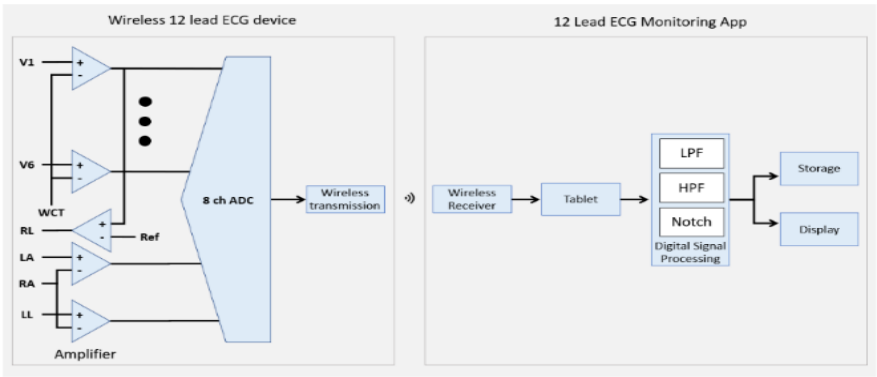 Wireless 12 lead ECG device
12 Lead ECG Monitoring App
V1
+
-
V6
+
-
WCT
RL
+
-
Ref
LA
+
-
RA
LL
+
-
Amplifier
8 ch ADC
Wireless
transmission
Wireless
Receiver
Tablet
LPF
HPF
Notch
Digital Signal
Processing
Storage
Display